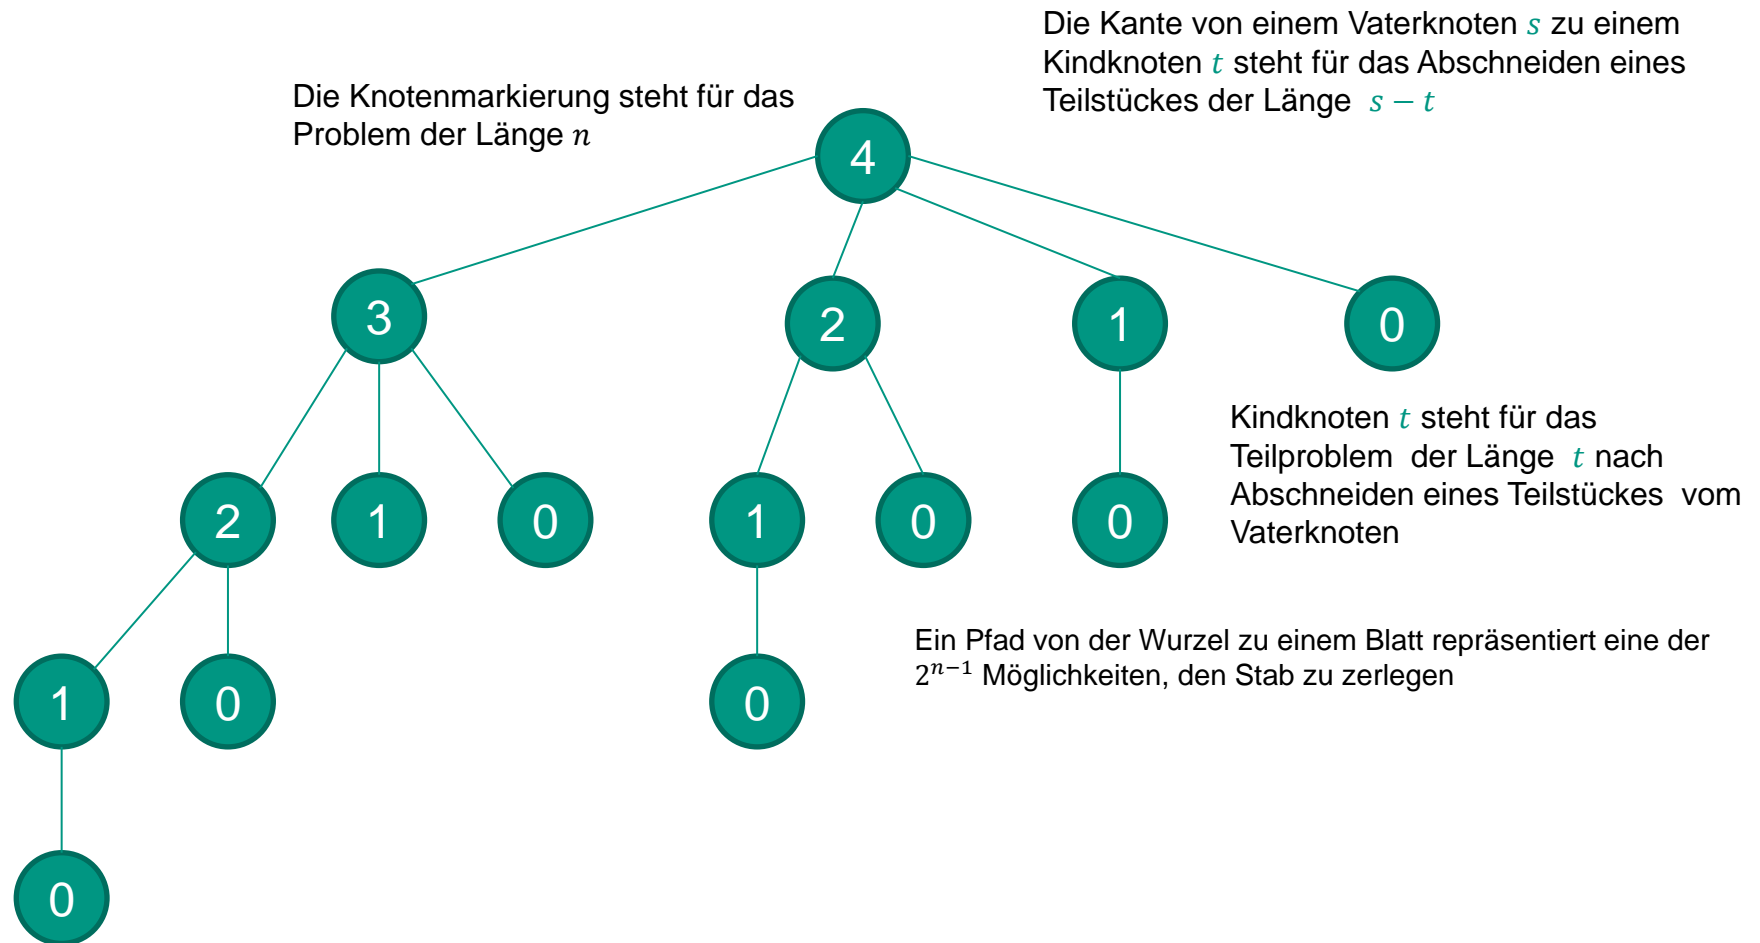 Die Kante von einem Vaterknoten s zu einem
Kindknoten t steht für das Abschneiden eines
Teilstückes der Länge s − t
Die Knotenmarkierung steht für das
Problem der Länge n
4
3
2
1
0
Kindknoten t steht für das
Teilproblem der Länge t nach
Abschneiden eines Teilstückes vom
Vaterknoten
2
1
0
1
0
0
Ein Pfad von der Wurzel zu einem Blatt repräsentiert eine der
2ⁿ⁻¹ Möglichkeiten, den Stab zu zerlegen
1
0
0
0